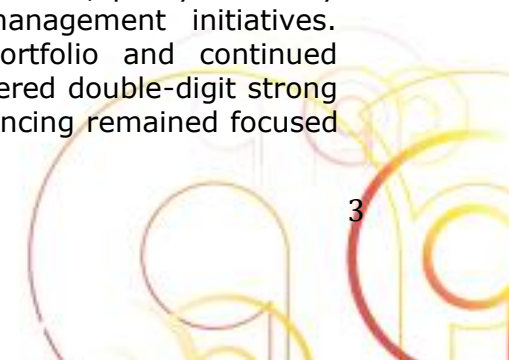 management initiatives.
ortfolio and continued
ered double-digit strong
ncing remained focused
3